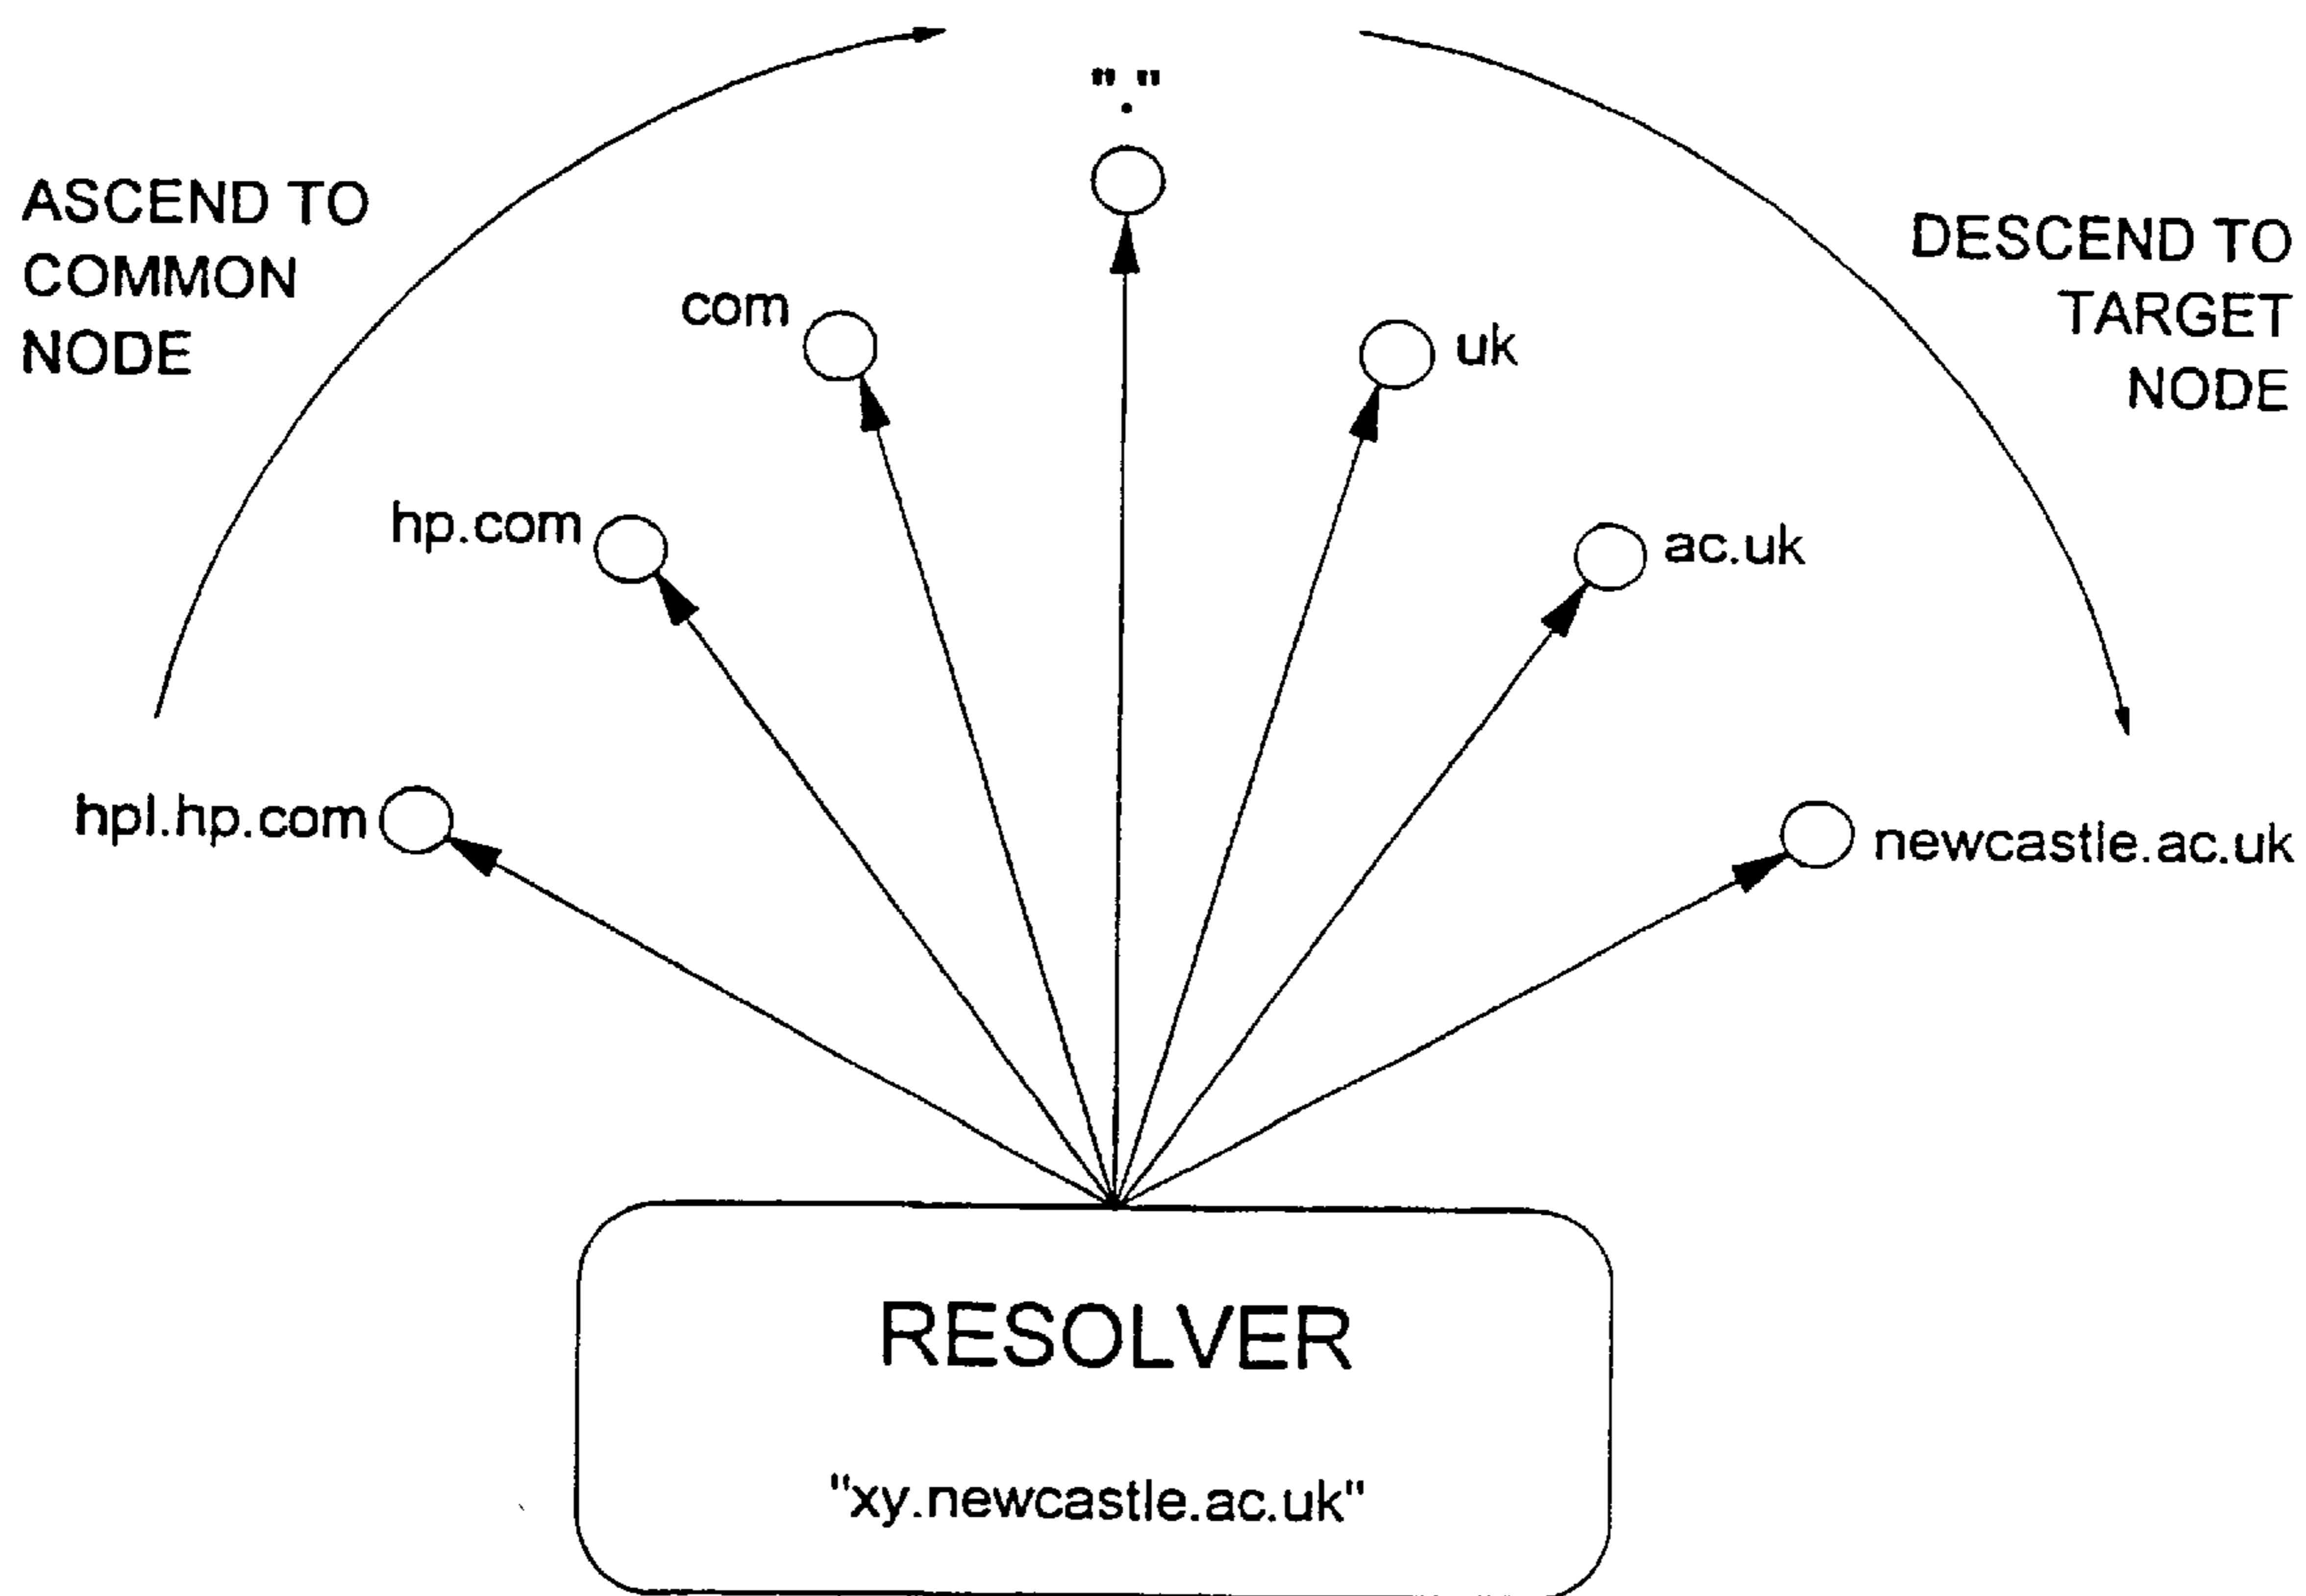 "."
ASCEND TO
COMMON
NODE
DESCEND TO
TARGET
NODE
com
uk
hp.com
ac.uk
hpl.hp.com
newcastle.ac.uk
RESOLVER
"xy.newcastle.ac.uk"